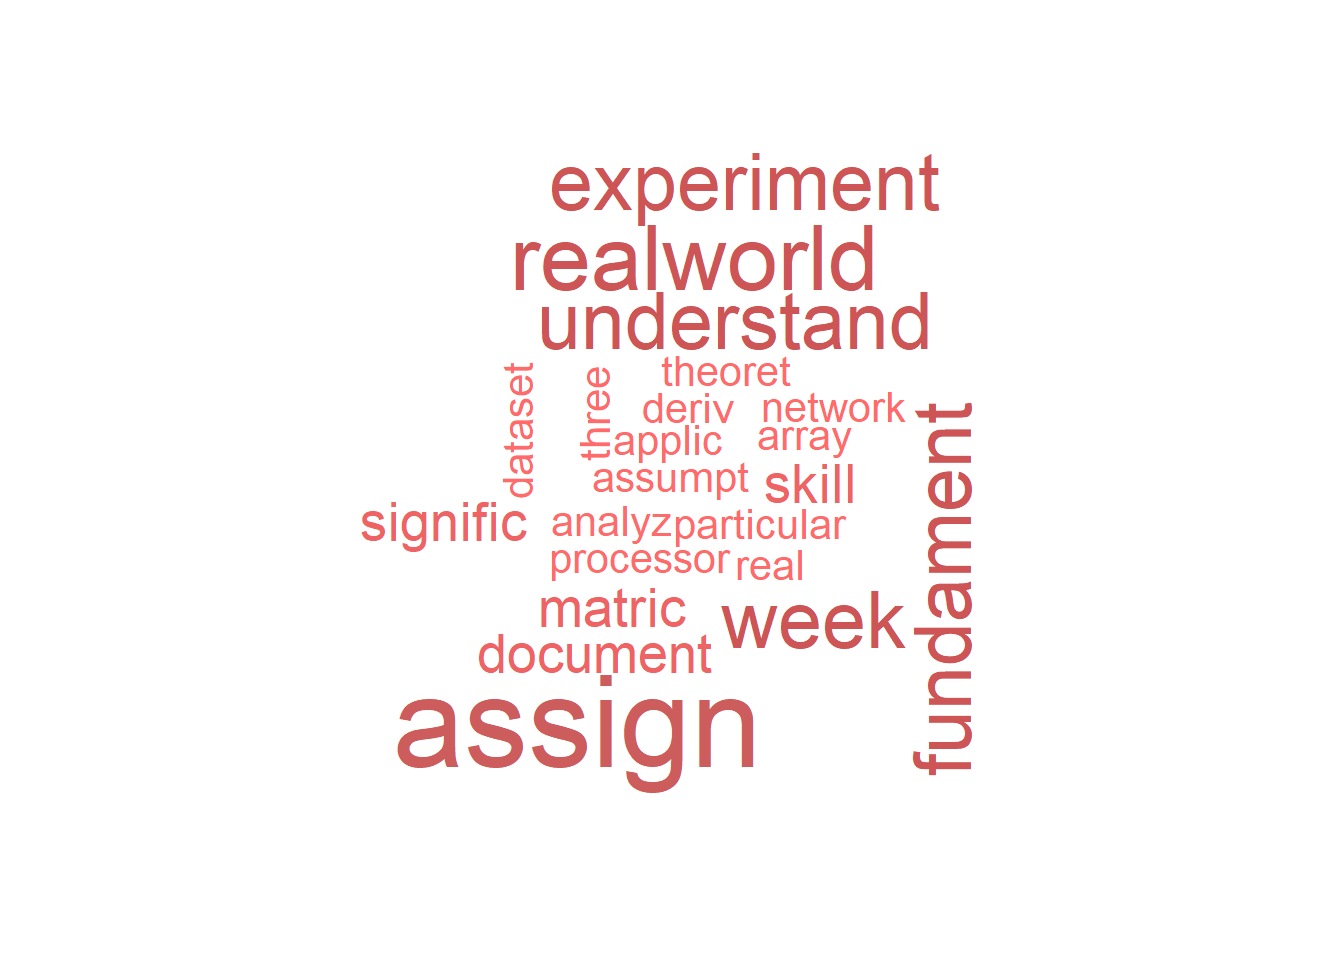 experiment
realworld
understand
theoret
dataset
three
deriv network
applic array
assumpt skill
signific analyz particular
processor real
fundament
matric week
document
assign